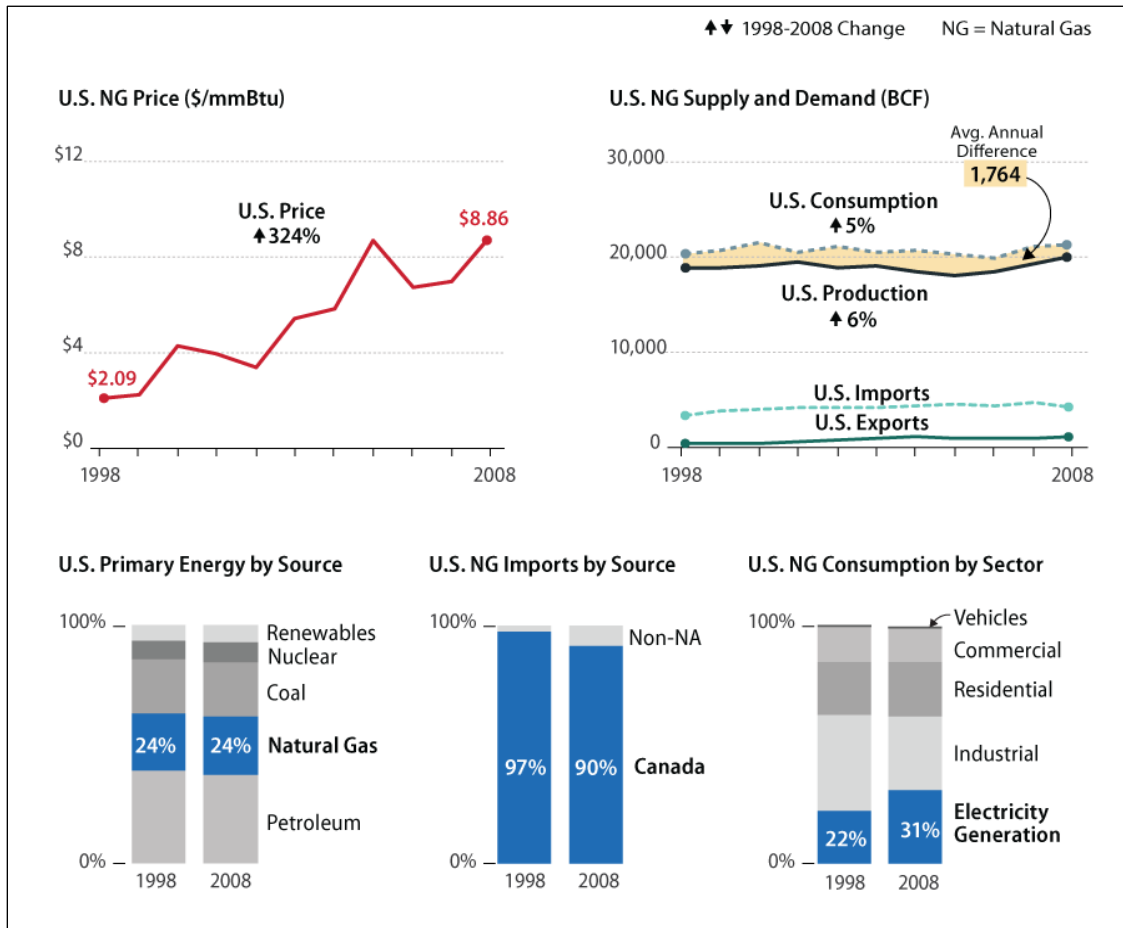 ↑↓ 1998-2008 Change NG = Natural Gas
U.S. NG Price ($/mmBtu)
$12
$8
$4
$0
U.S. Price
↑324%
$2.09
$8.86
1998
2008
U.S. NG Supply and Demand (BCF)
30,000
20,000
10,000
0
Avg. Annual
Difference
1,764
U.S. Consumption
↑5%
U.S. Production
↑6%
U.S. Imports
U.S. Exports
1998
2008
U.S. Primary Energy by Source
100%
0%
24%
24%
Renewables
Nuclear
Coal
Natural Gas
Petroleum
1998
2008
U.S. NG Imports by Source
100%
0%
97%
90%
Non-NA
Canada
1998
2008
U.S. NG Consumption by Sector
100%
0%
22%
31%
Vehicles
Commercial
Residential
Industrial
Electricity
Generation
1998
2008